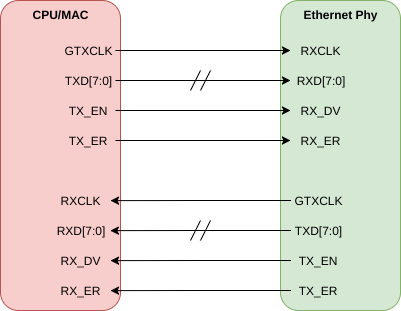 CPU/MAC Ethernet Phy
GTXCLK RXCLK
TXD[7:0] RXD[7:0]
TX_EN RX_DV
TX_ER RX_ER
RXCLK GTXCLK
RXD[7:0] TXD[7:0]
RX_DV TX_EN
RX_ER TX_ER